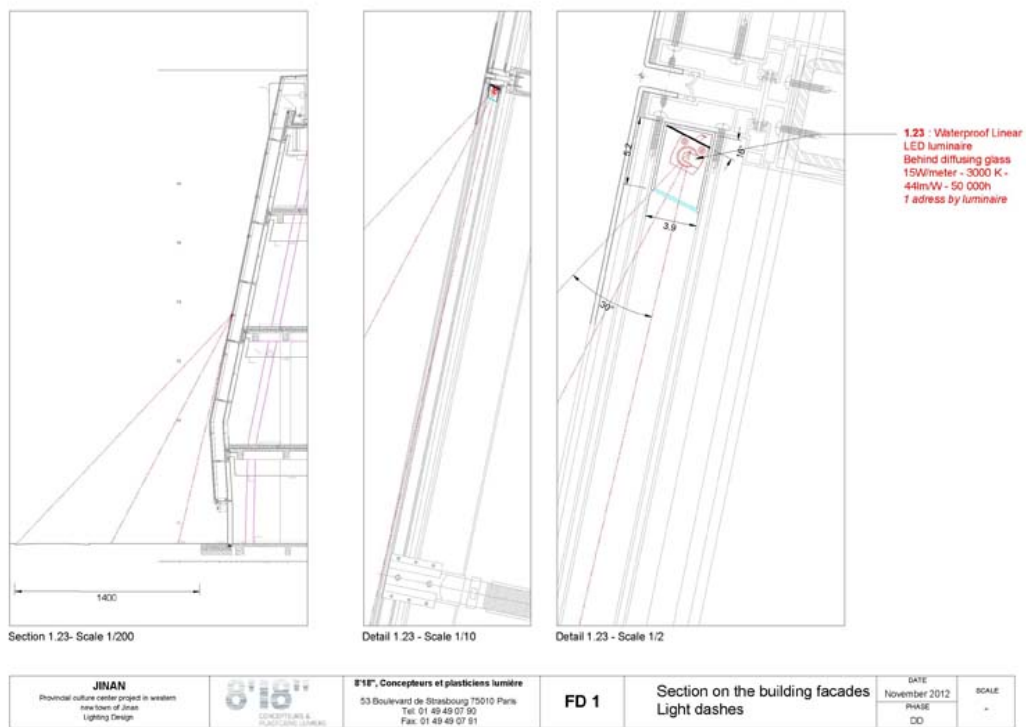 1400
Section 1.23- Scale 1/200
Detail 1.23 - Scale 1/10
5.2
16°
3.9
30°
Detail 1.23 - Scale 1/2
1.23 : Waterproof Linear
LED luminaire
Behind diffusing glass
15W/meter - 3000 K -
44lm/W - 50 000h
1 adress by luminaire
JINAN
Provincial culture center project in western
new town of Jinan
Lighting Design
8'18"
CONCEPTEURS &
PLASTICIENS LUMIERE
8'18", Concepteurs et plasticiens lumière
53 Boulevard de Strasbourg 75010 Paris
Tel: 01 49 49 07 90
Fax: 01 49 49 07 91
FD 1
Section on the building facades
Light dashes
DATE
November 2012
PHASE
DD
SCALE
-